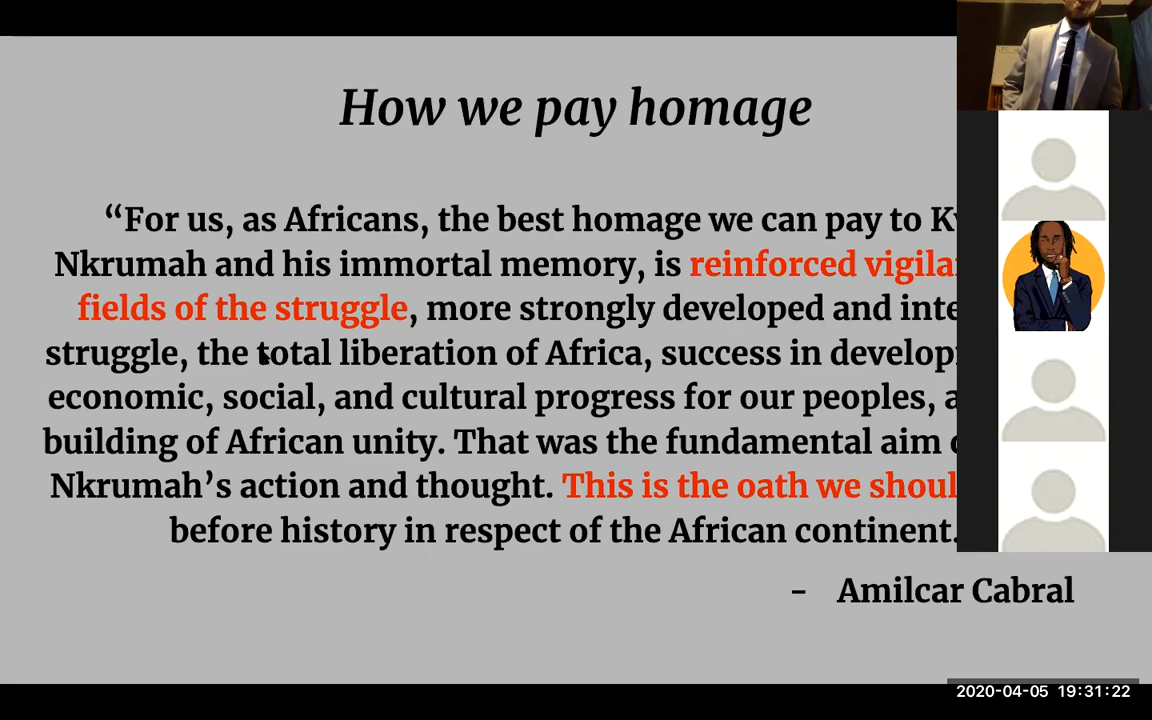 How we pay homage
“For us, as Africans, the best homage we can pay to
Nkrumah and his immortal memory, is reinforced
fields of the struggle, more strongly developed and
struggle, the total liberation of Africa, success in
economic, social, and cultural progress for our peoples,
building of African unity. That was the fundamental aim
Nkrumah’s action and thought. This is the oath we
before history in respect of the African continent.
- Amilcar Cabral
2020-04-05 19:31:22